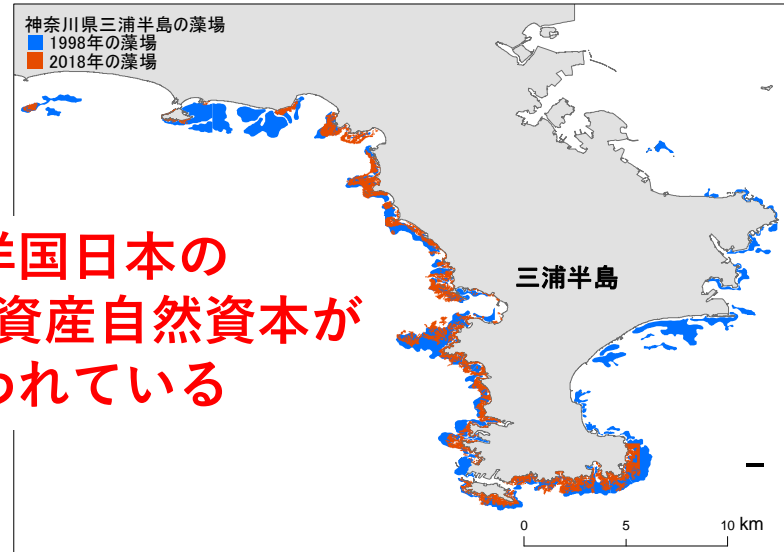 神奈川県三浦半島の藻場
1998年の藻場
2018年の藻場
洋国日本の
資産自然資本が
われている
三浦半島
0 5 10 km